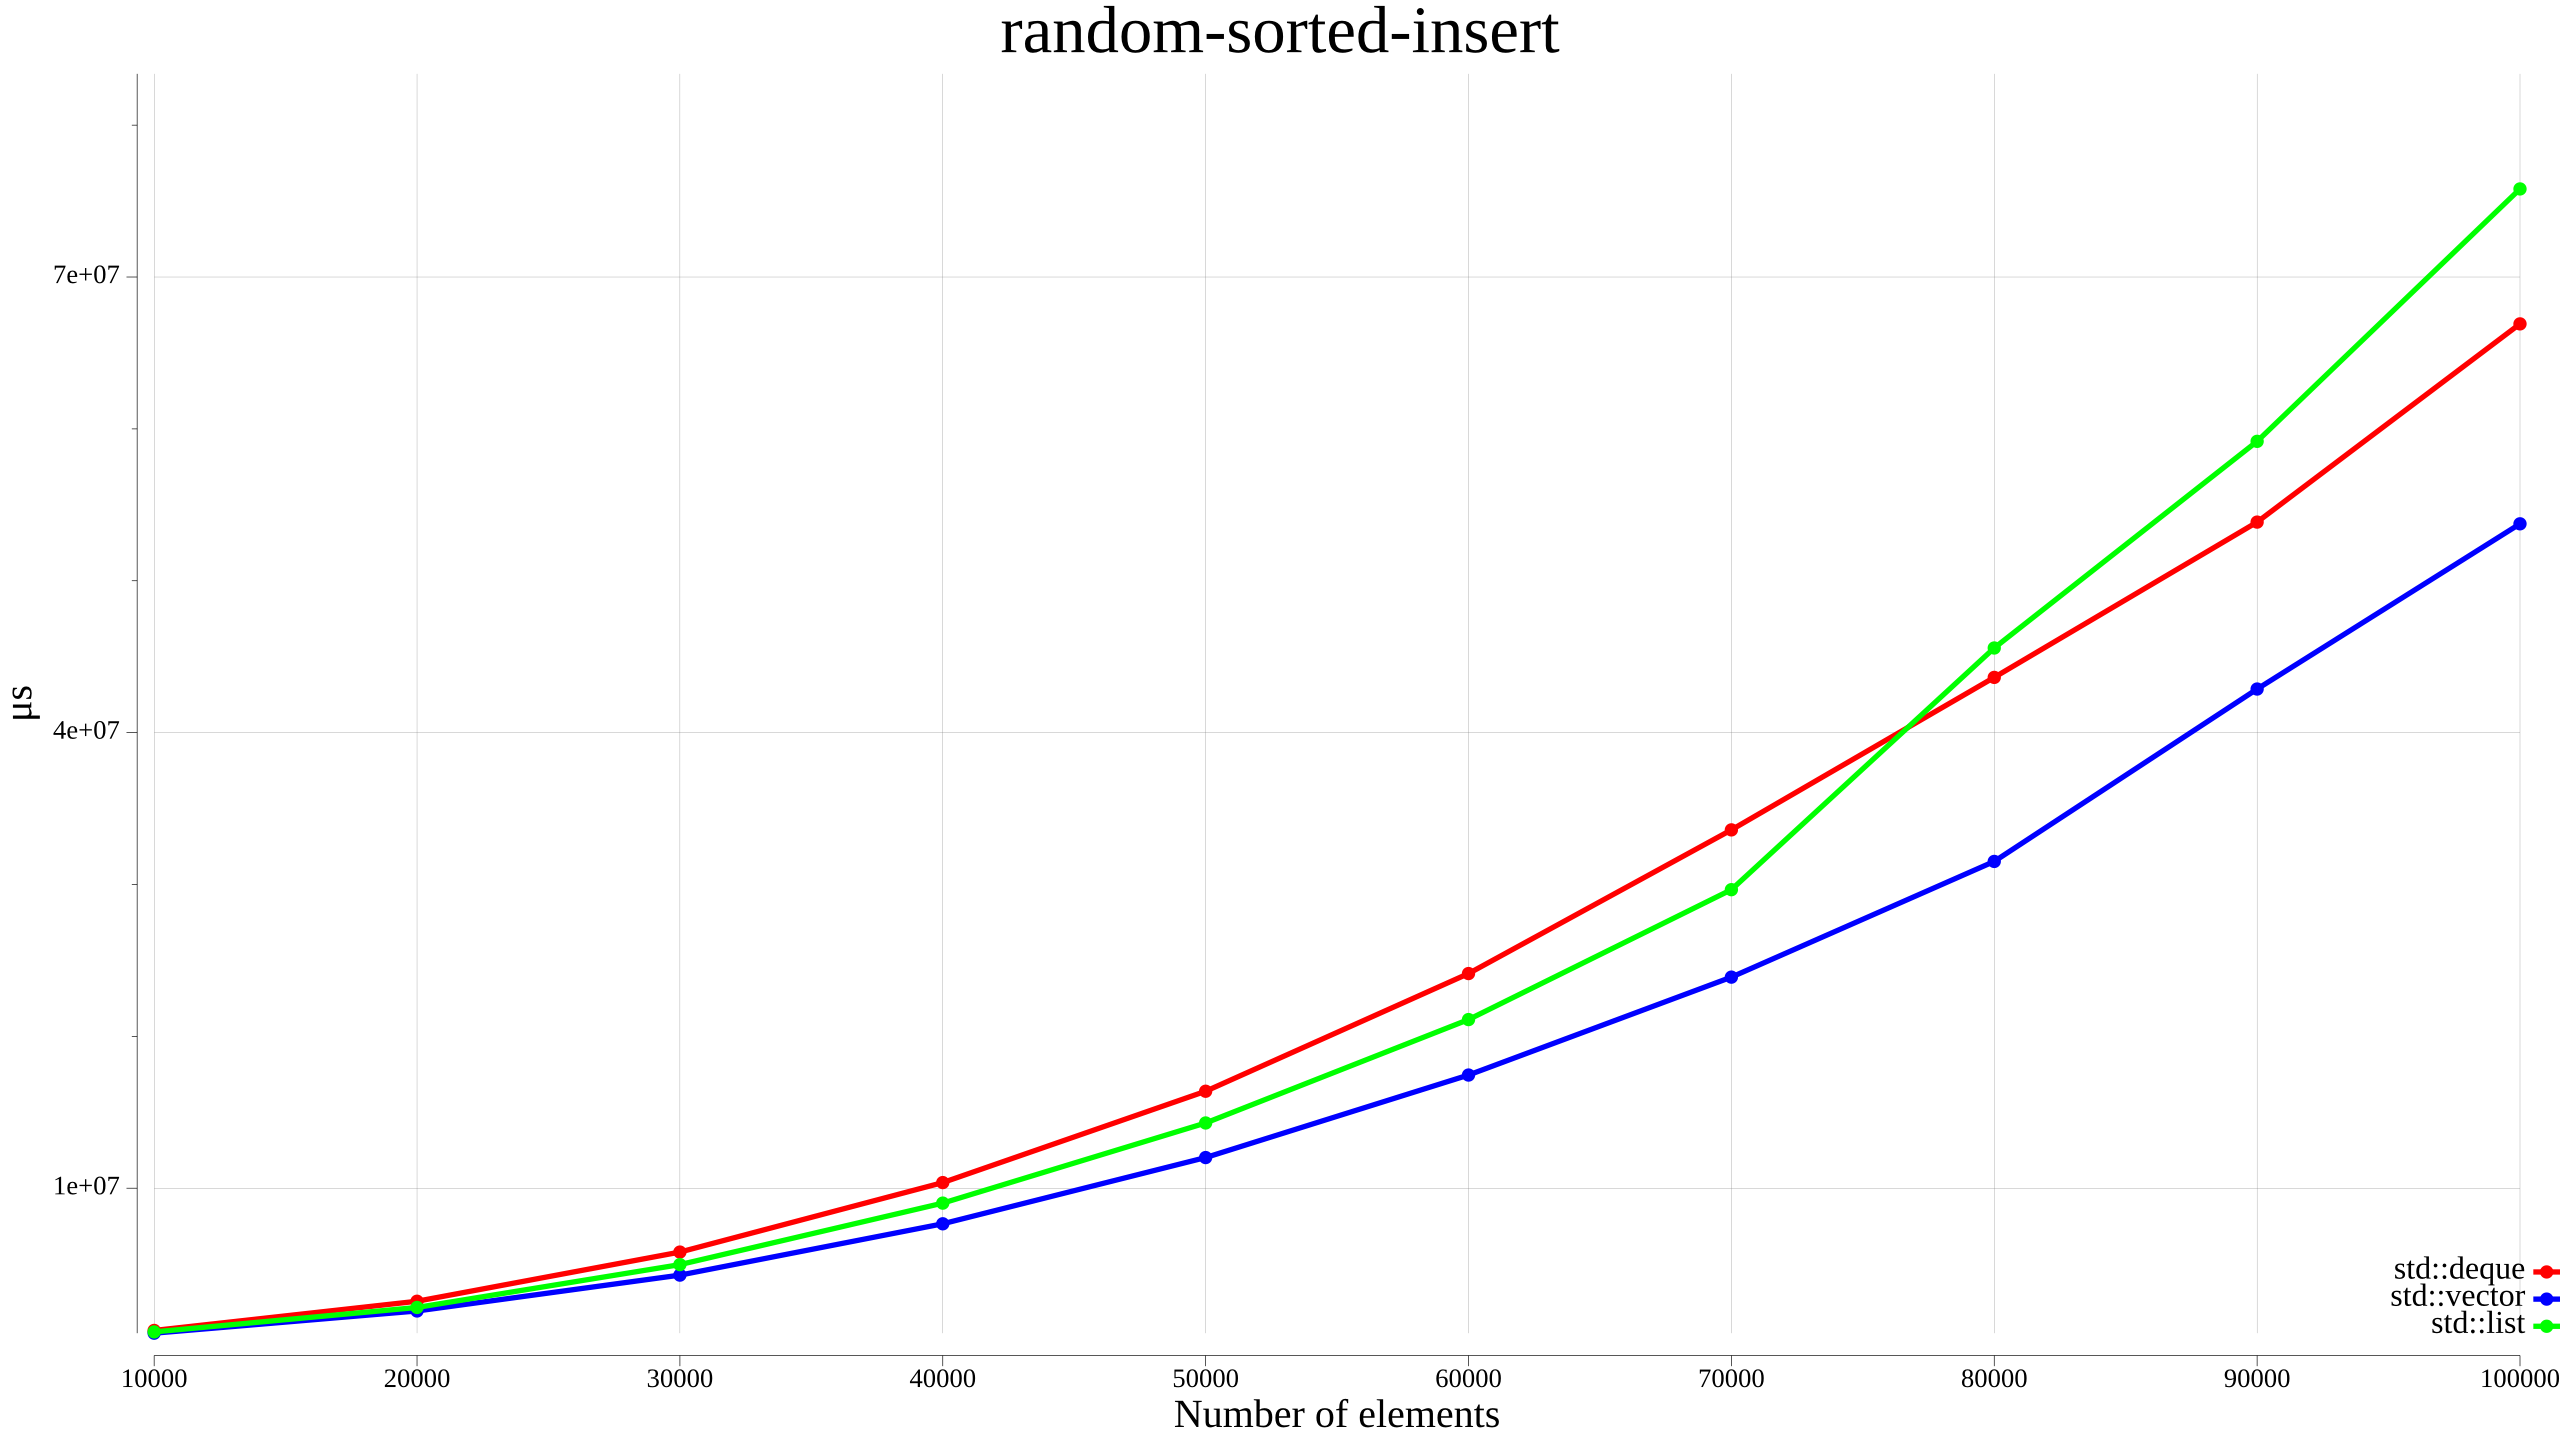 random-sorted-insert
7e+07
4e+07
1e+07
μs
10000 20000 30000 40000 50000 60000 70000 80000 90000 100000
Number of elements
std::deque
std::vector
std::list